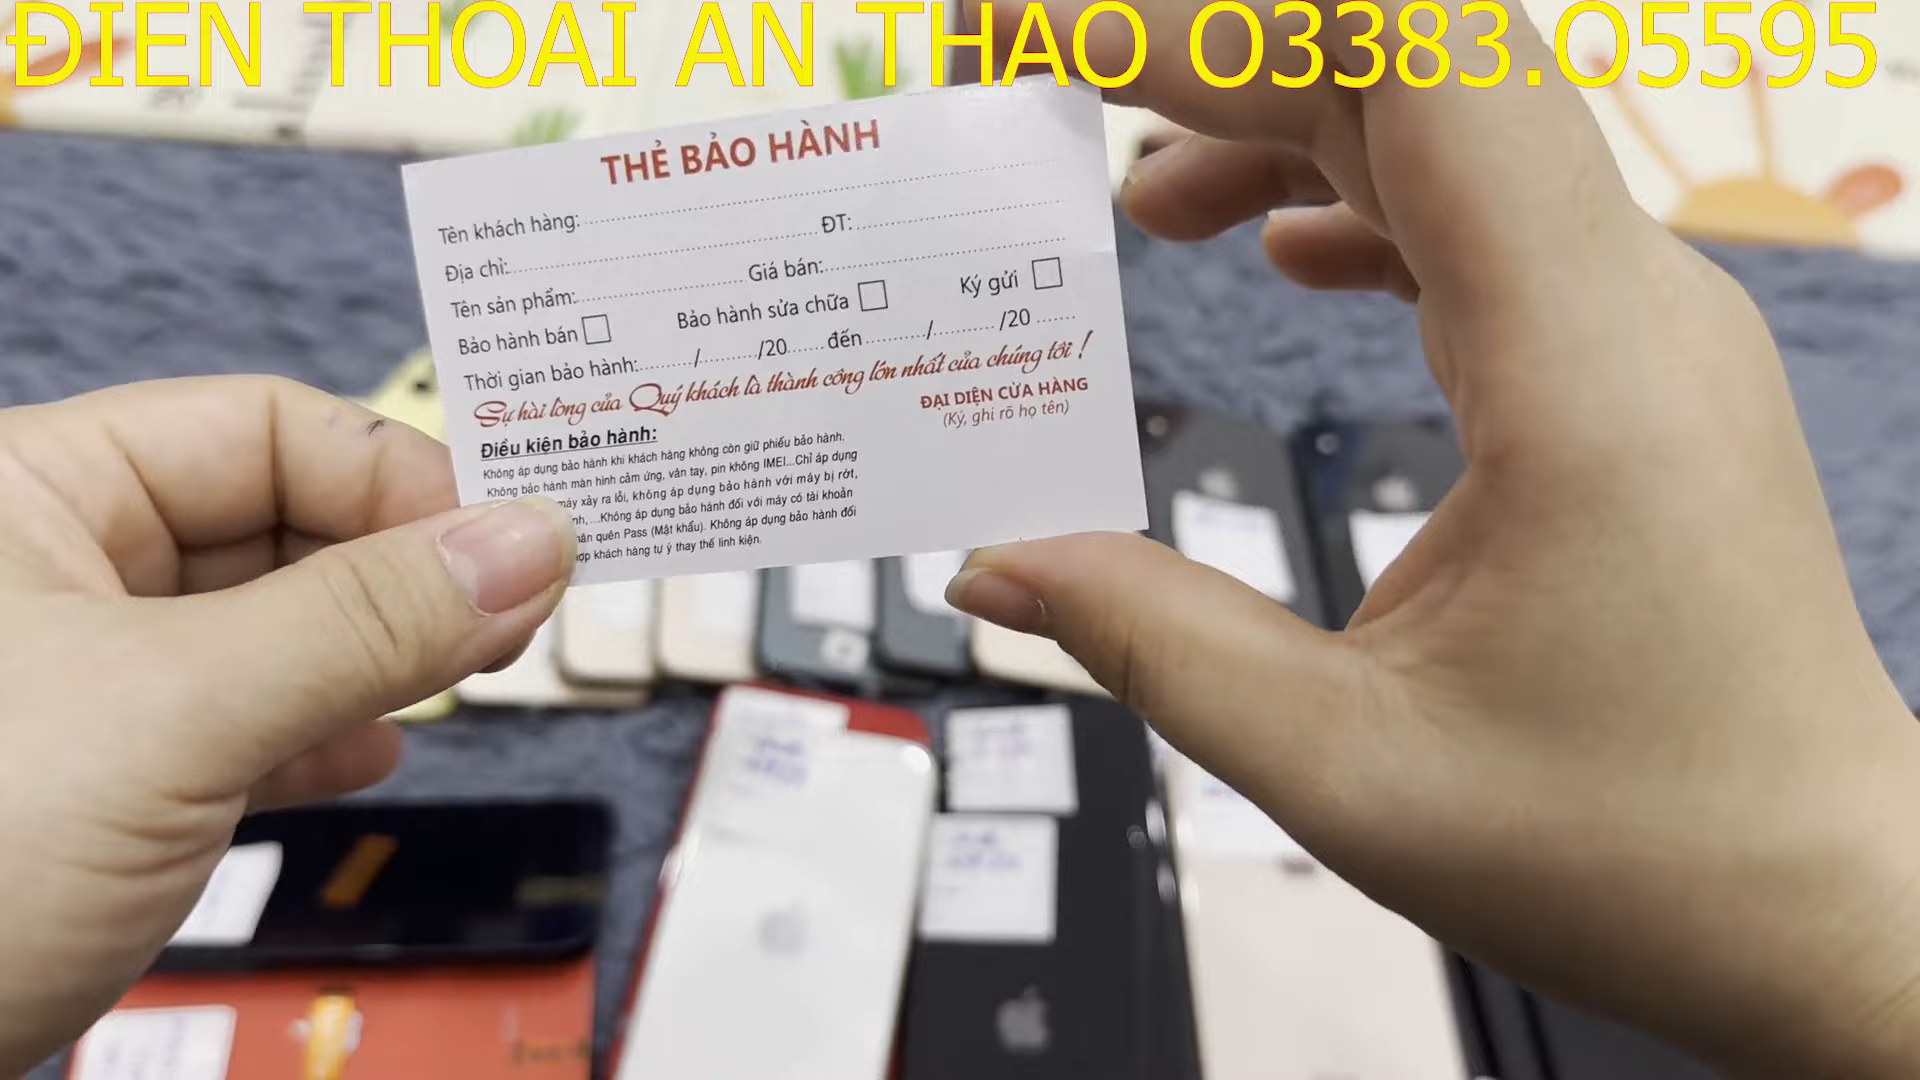 ĐIEN THOAI AN THAO O3383.O5595
THẺ BẢO HÀNH
Tên khách hàng:
Địa chỉ: ĐT:
Tên sản phẩm: Giá bán:
Bảo hành bán Bảo hành sửa chữa Ký gửi
Thời gian bảo hành:......../........../20...... đến ........./.......... /20 ......
Sự hài lòng của Quý khách là thành công lớn nhất của chúng tôi !
ĐẠI DIỆN CỬA HÀNG
(Ký, ghi rõ họ tên)
Điều kiện bảo hành:
Không áp dụng bảo hành khi khách hàng không còn giữ phiếu bảo hành.
Không bảo hành màn hình cảm ứng, vân tay, pin không IMEI...Chỉ áp dụng
máy xảy ra lỗi, không áp dụng bảo hành với máy bị rớt,
...Không áp dụng bảo hành đối với máy có tài khoản
quên Pass (Mật khẩu). Không áp dụng bảo hành đối
khách hàng tự ý thay thế linh kiện.